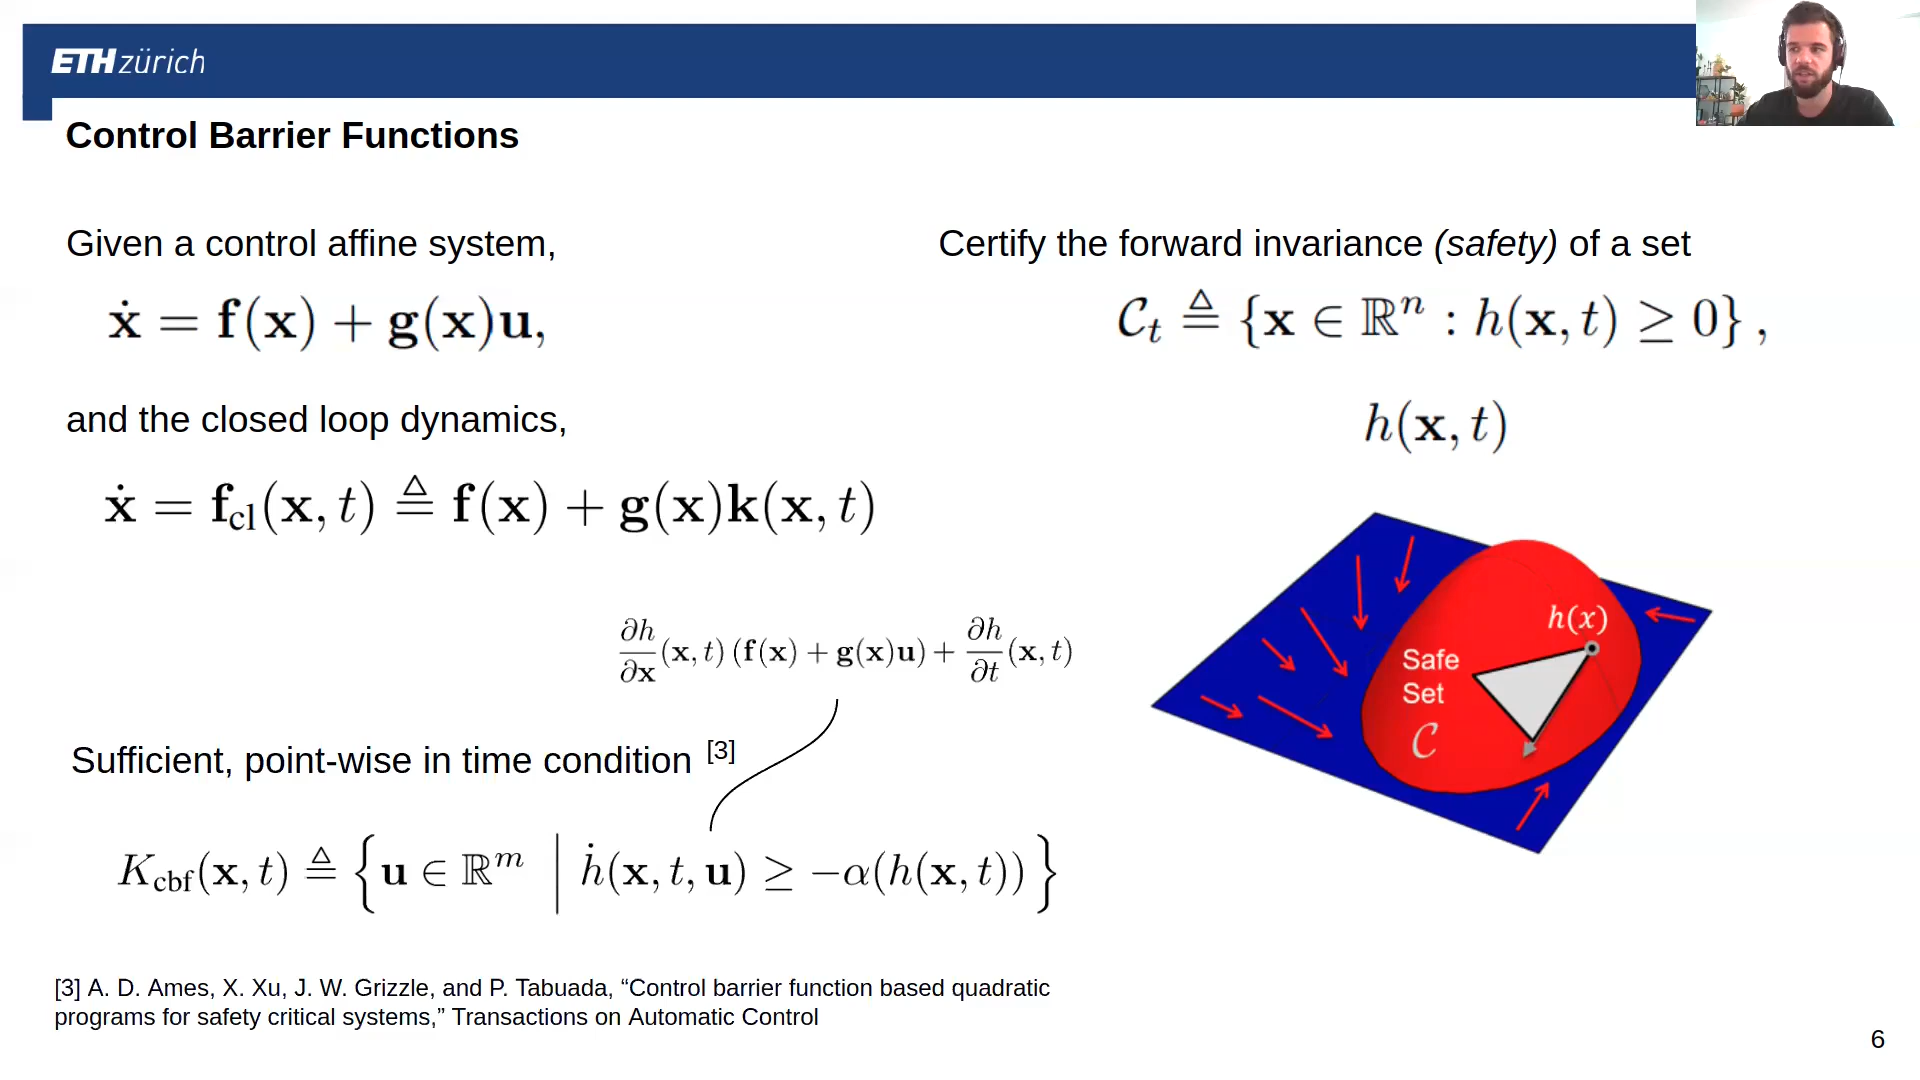 ETH zürich
Control Barrier Functions
Given a control affine system,
ẋ = f(x) + g(x)u,
and the closed loop dynamics,
ẋ = f_cl(x, t) ≜ f(x) + g(x)k(x, t)
Certify the forward invariance (safety) of a set
𝒞_t ≜ {x ∈ ℝⁿ : h(x, t) ≥ 0} ,
h(x, t)
h(x)
Safe
Set
𝒞
∂h/∂x (x, t) (f(x) + g(x)u) + ∂h/∂t (x, t)
Sufficient, point-wise in time condition [3]
K_cbf(x, t) ≜ {u ∈ ℝᵐ | ḣ(x, t, u) ≥ −α(h(x, t))}
[3] A. D. Ames, X. Xu, J. W. Grizzle, and P. Tabuada, “Control barrier function based quadratic
programs for safety critical systems,” Transactions on Automatic Control
6